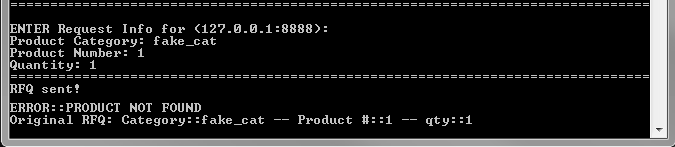 ================================================================================
ENTER Request Info for (127.0.0.1:8888):
Product Category: fake_cat
Product Number: 1
Quantity: 1
================================================================================
RFQ sent!
ERROR::PRODUCT NOT FOUND
Original RFQ: Category::fake_cat -- Product #::1 -- qty::1